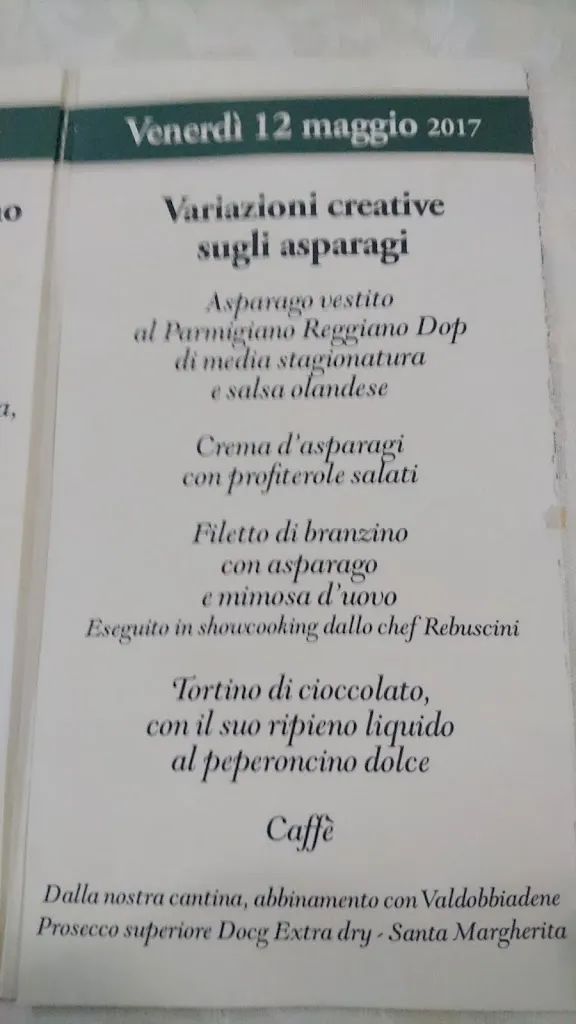 Venerdì 12 maggio 2017
Variazioni creative
sugli asparagi
Asparago vestito
al Parmigiano Reggiano Dop
di media stagionatura
e salsa olandese
Crema d'asparagi
con profiterole salati
Filetto di branzino
con asparago
e mimosa d'uovo
Eseguito in showcooking dallo chef Rebuscini
Tortino di cioccolato,
con il suo ripieno liquido
al peperoncino dolce
Caffè
Dalla nostra cantina, abbinamento con Valdobbiadene
Prosecco superiore Docg Extra dry - Santa Margherita